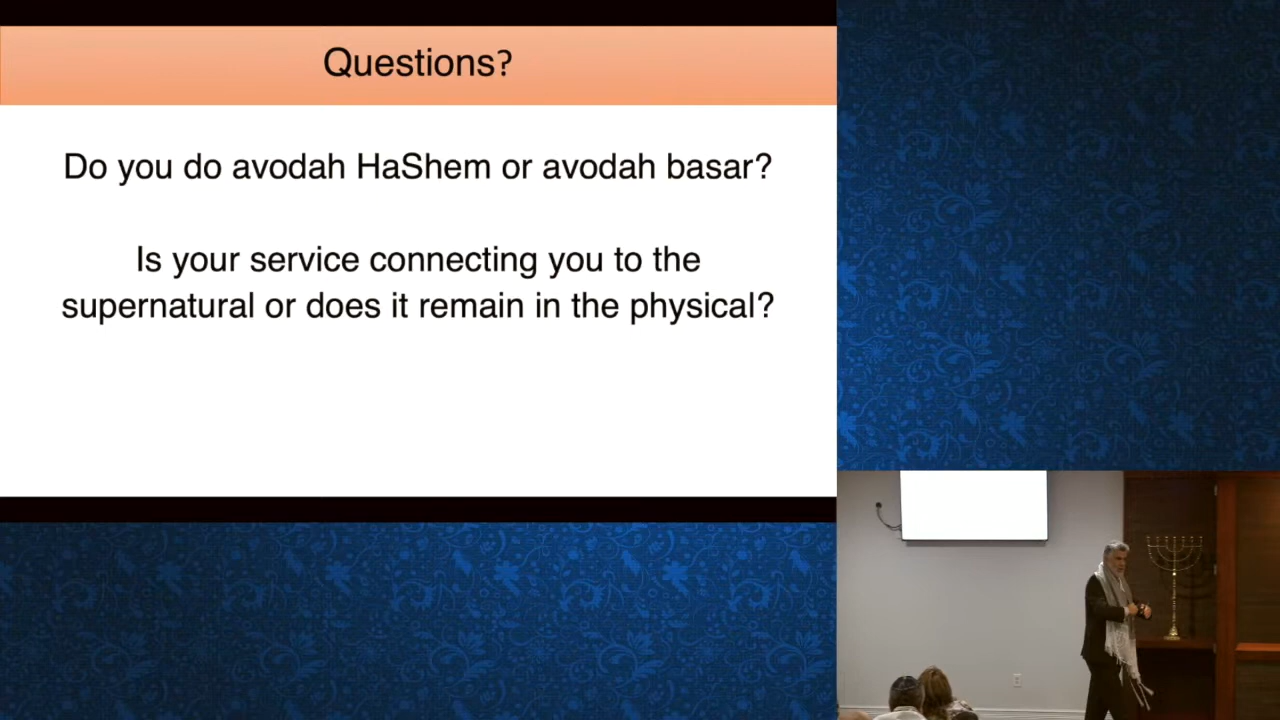 Questions?
Do you do avodah HaShem or avodah basar?
Is your service connecting you to the
supernatural or does it remain in the physical?